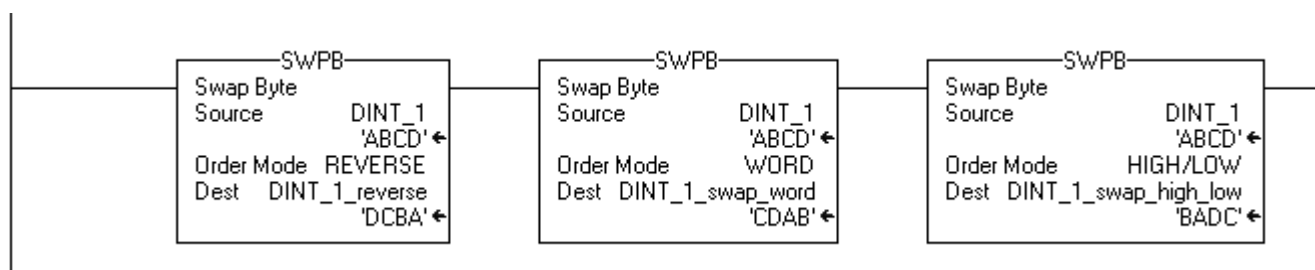 SWPB
Swap Byte
Source DINT_1
'ABCD'
Order Mode REVERSE
Dest DINT_1_reverse
'DCBA'
SWPB
Swap Byte
Source DINT_1
'ABCD'
Order Mode WORD
Dest DINT_1_swap_word
'CDAB'
SWPB
Swap Byte
Source DINT_1
'ABCD'
Order Mode HIGH/LOW
Dest DINT_1_swap_high_low
'BADC'